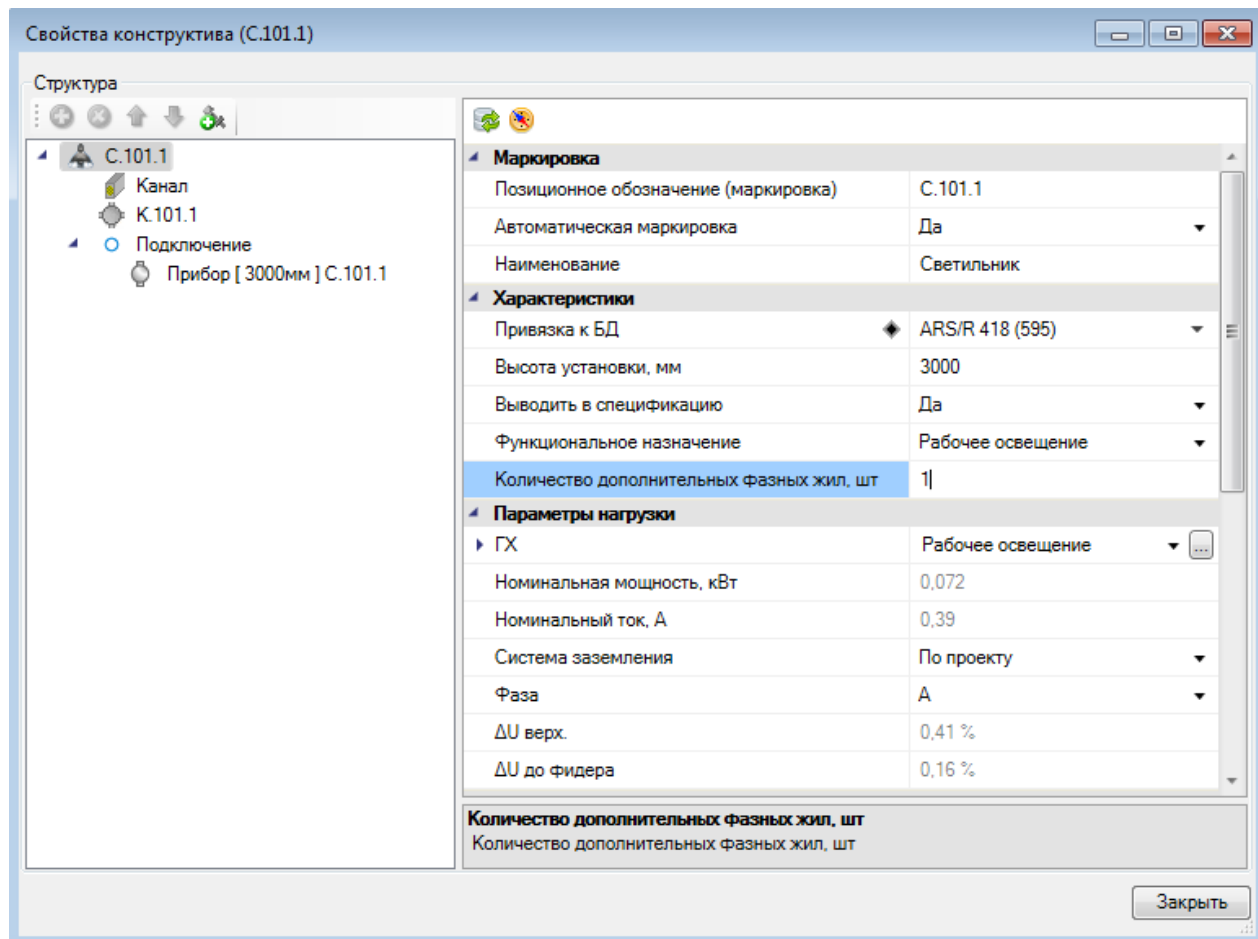 Свойства конструктива (С.101.1)
Структура
С.101.1
Канал
К.101.1
Подключение
Прибор [ 3000мм ] С.101.1
Маркировка
Позиционное обозначение (маркировка) С.101.1
Автоматическая маркировка Да
Наименование Светильник
Характеристики
Привязка к БД ARS/R 418 (595)
Высота установки, мм 3000
Выводить в спецификацию Да
Функциональное назначение Рабочее освещение
Количество дополнительных фазных жил, шт 1
Параметры нагрузки
ГХ Рабочее освещение ...
Номинальная мощность, кВт 0,072
Номинальный ток, А 0,39
Система заземления По проекту
Фаза А
ΔU верх. 0,41 %
ΔU до фидера 0,16 %
Количество дополнительных фазных жил, шт
Количество дополнительных фазных жил, шт
Закрыть